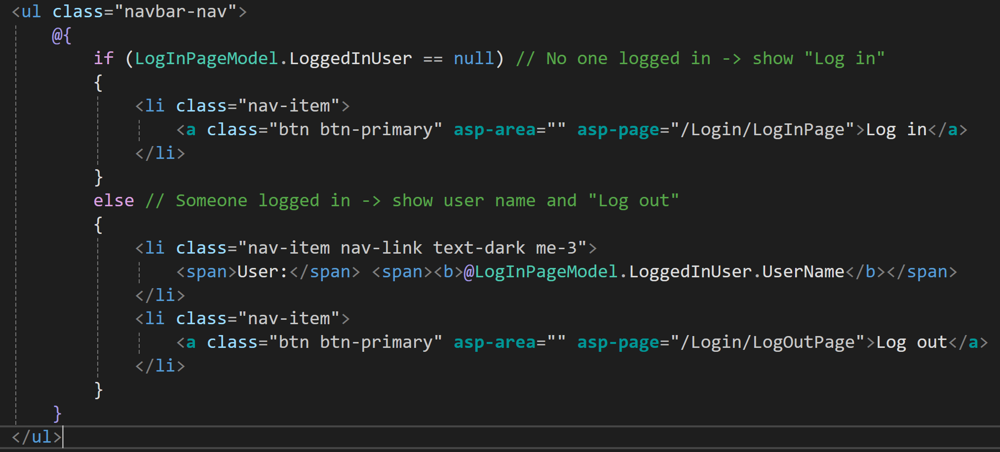 <ul class="navbar-nav">
    @{
        if (LogInPageModel.LoggedInUser == null) // No one logged in -> show "Log in"
        {
            <li class="nav-item">
                <a class="btn btn-primary" asp-area="" asp-page="/Login/LogInPage">Log in</a>
            </li>
        }
        else // Someone logged in -> show user name and "Log out"
        {
            <li class="nav-item nav-link text-dark me-3">
                <span>User:</span> <span><b>@LogInPageModel.LoggedInUser.UserName</b></span>
            </li>
            <li class="nav-item">
                <a class="btn btn-primary" asp-area="" asp-page="/Login/LogOutPage">Log out</a>
            </li>
        }
    }
</ul>